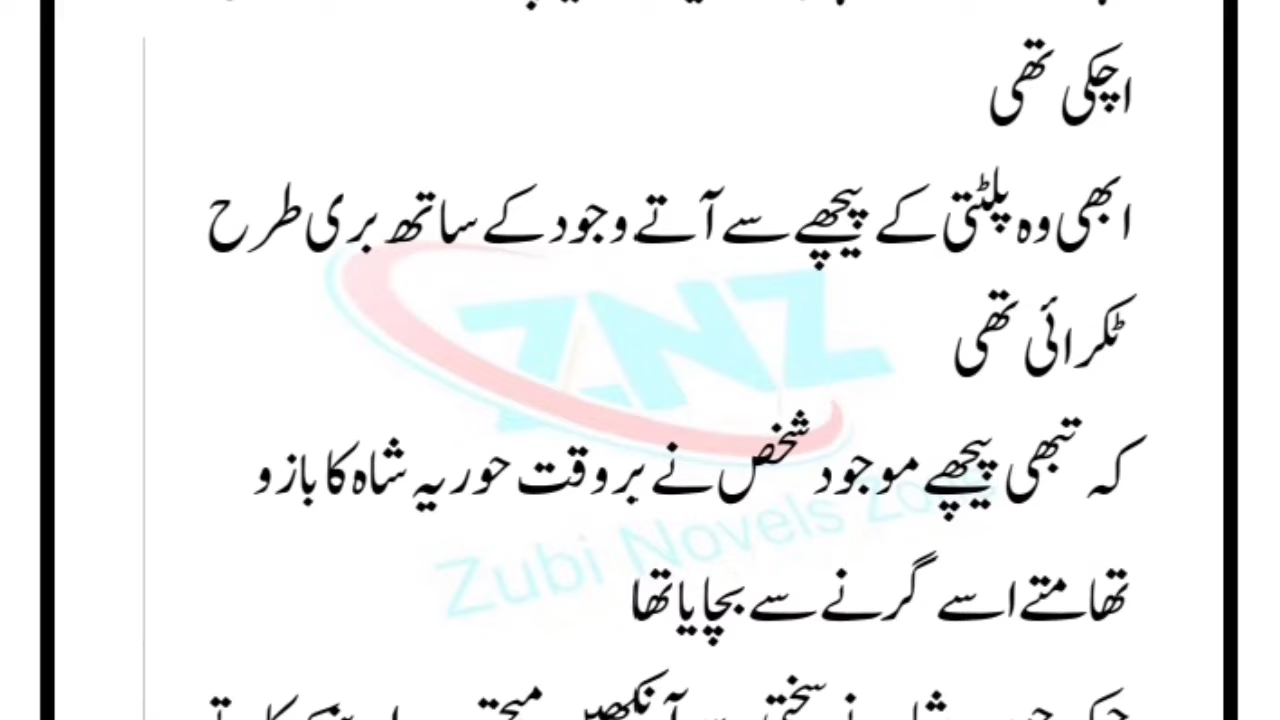 اچکی تھی
ابھی وہ پلٹتی کے پیچھے سے آتے وجود کے ساتھ بری طرح
ٹکرائی تھی
ZNZ
کہ تبھی پیچھے موجود شخص نے بروقت حوریہ شاہ کا بازو
Zubi Novels Zone
تھامتے اسے گرنے سے بچایا تھا